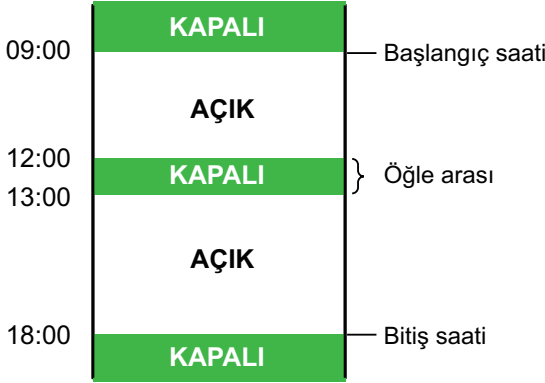 KAPALI
09:00
Başlangıç saati
AÇIK
12:00
KAPALI
Öğle arası
13:00
AÇIK
18:00
Bitiş saati
KAPALI